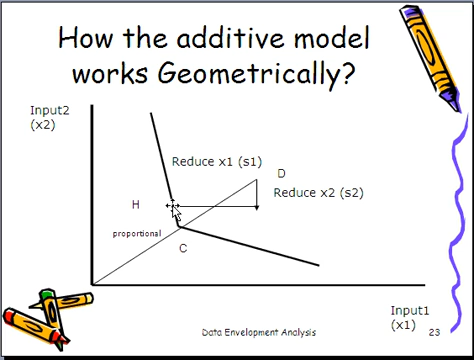 How the additive model
works Geometrically?
Input2
(x2)
Reduce x1 (s1)
D
Reduce x2 (s2)
H
proportional
C
Input1
(x1)
Data Envelopment Analysis
23